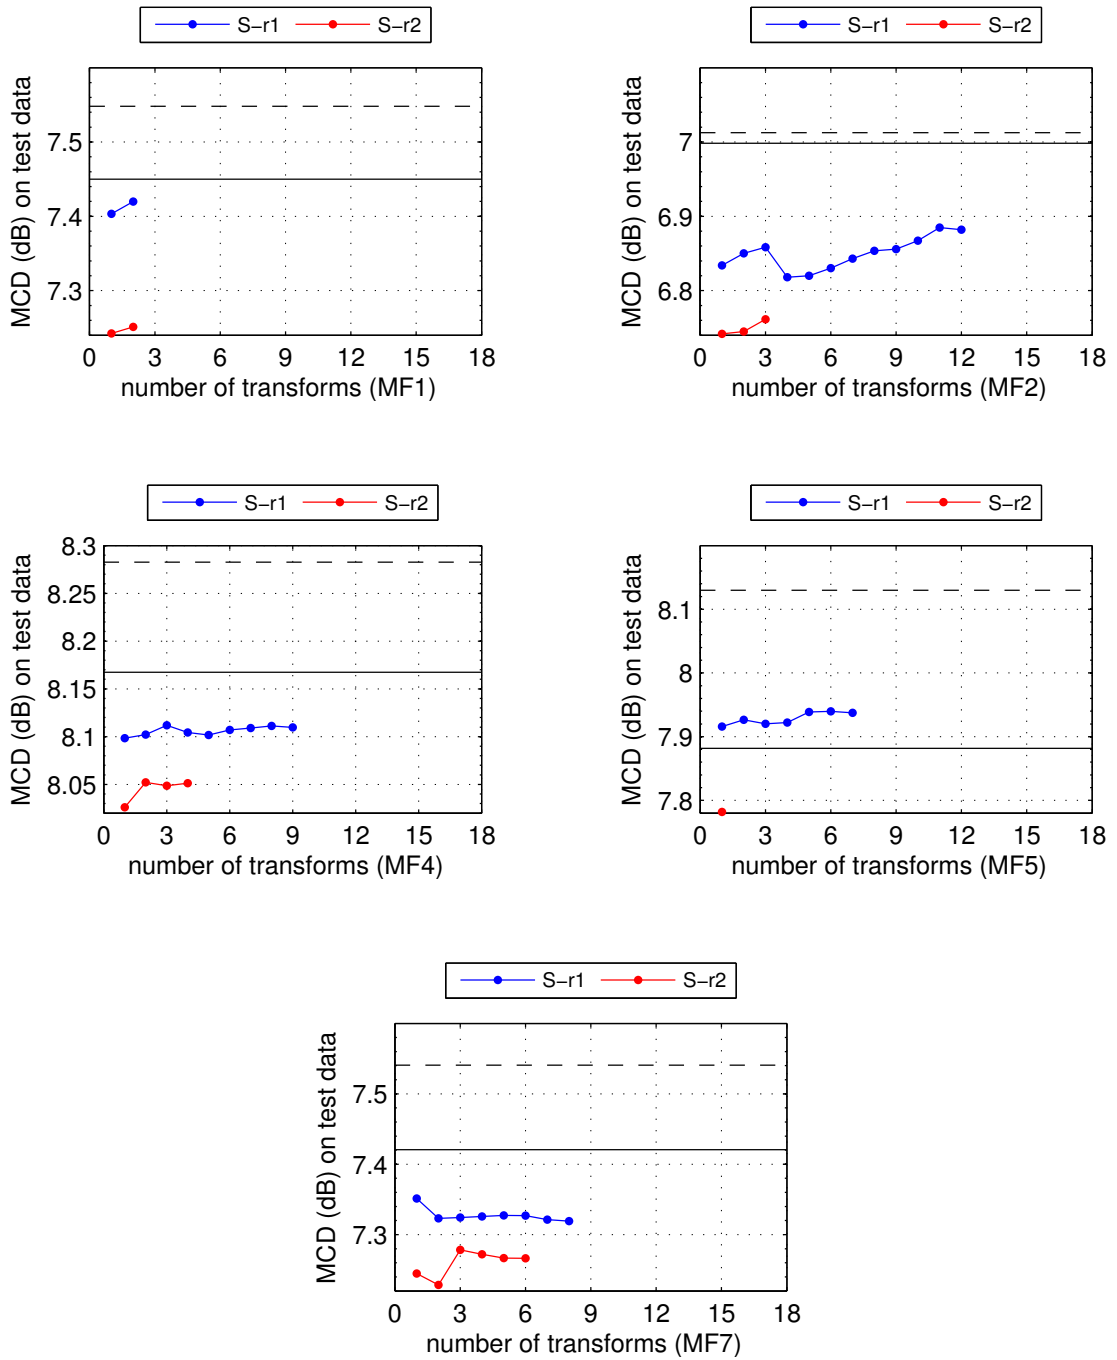 S−r1 S−r2
MCD (dB) on test data
7.5
7.4
7.3
0 3 6 9 12 15 18
number of transforms (MF1)
S−r1 S−r2
MCD (dB) on test data
7
6.9
6.8
0 3 6 9 12 15 18
number of transforms (MF2)
S−r1 S−r2
MCD (dB) on test data
8.3
8.25
8.2
8.15
8.1
8.05
0 3 6 9 12 15 18
number of transforms (MF4)
S−r1 S−r2
MCD (dB) on test data
8.1
8
7.9
7.8
0 3 6 9 12 15 18
number of transforms (MF5)
S−r1 S−r2
MCD (dB) on test data
7.5
7.4
7.3
0 3 6 9 12 15 18
number of transforms (MF7)